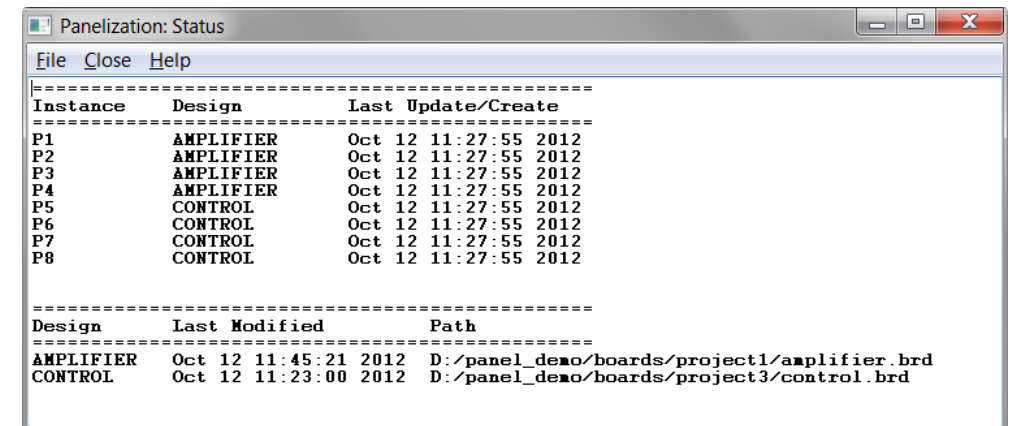 Panelization: Status
File Close Help
================================================
Instance Design Last Update/Create
================================================
P1 AMPLIFIER Oct 12 11:27:55 2012
P2 AMPLIFIER Oct 12 11:27:55 2012
P3 AMPLIFIER Oct 12 11:27:55 2012
P4 AMPLIFIER Oct 12 11:27:55 2012
P5 CONTROL Oct 12 11:27:55 2012
P6 CONTROL Oct 12 11:27:55 2012
P7 CONTROL Oct 12 11:27:55 2012
P8 CONTROL Oct 12 11:27:55 2012
================================================
Design Last Modified Path
================================================
AMPLIFIER Oct 12 11:45:21 2012 D:/panel_demo/boards/project1/amplifier.brd
CONTROL Oct 12 11:23:00 2012 D:/panel_demo/boards/project3/control.brd